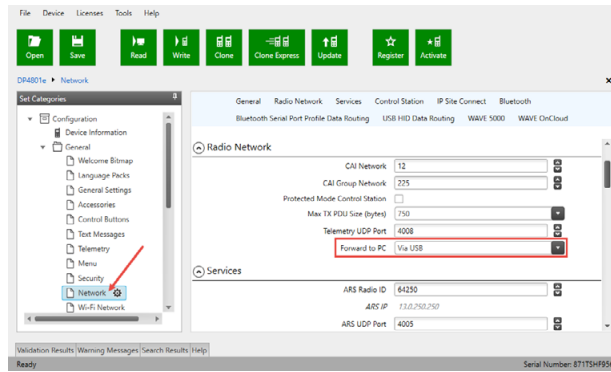 File Device Licenses Tools Help
Open Save Read Write Clone Clone Express Update Register Activate
DP4801e Network
Set Categories
Configuration
Device Information
General
Welcome Bitmap
Language Packs
General Settings
Accessories
Control Buttons
Text Messages
Telemetry
Menu
Security
Network
Wi-Fi Network
General Radio Network Services Control Station IP Site Connect Bluetooth
Bluetooth Serial Port Profile Data Routing USB HID Data Routing WAVE 5000 WAVE OnCloud
Radio Network
CAI Network 12
CAI Group Network 225
Protected Mode Control Station
Max TX PDU Size (bytes) 750
Telemetry UDP Port 4008
Forward to PC Via USB
Services
ARS Radio ID 64250
ARS IP 13.0.250.250
ARS UDP Port 4005
Validation Results Warning Messages Search Results Help
Ready Serial Number: 871TSHF956